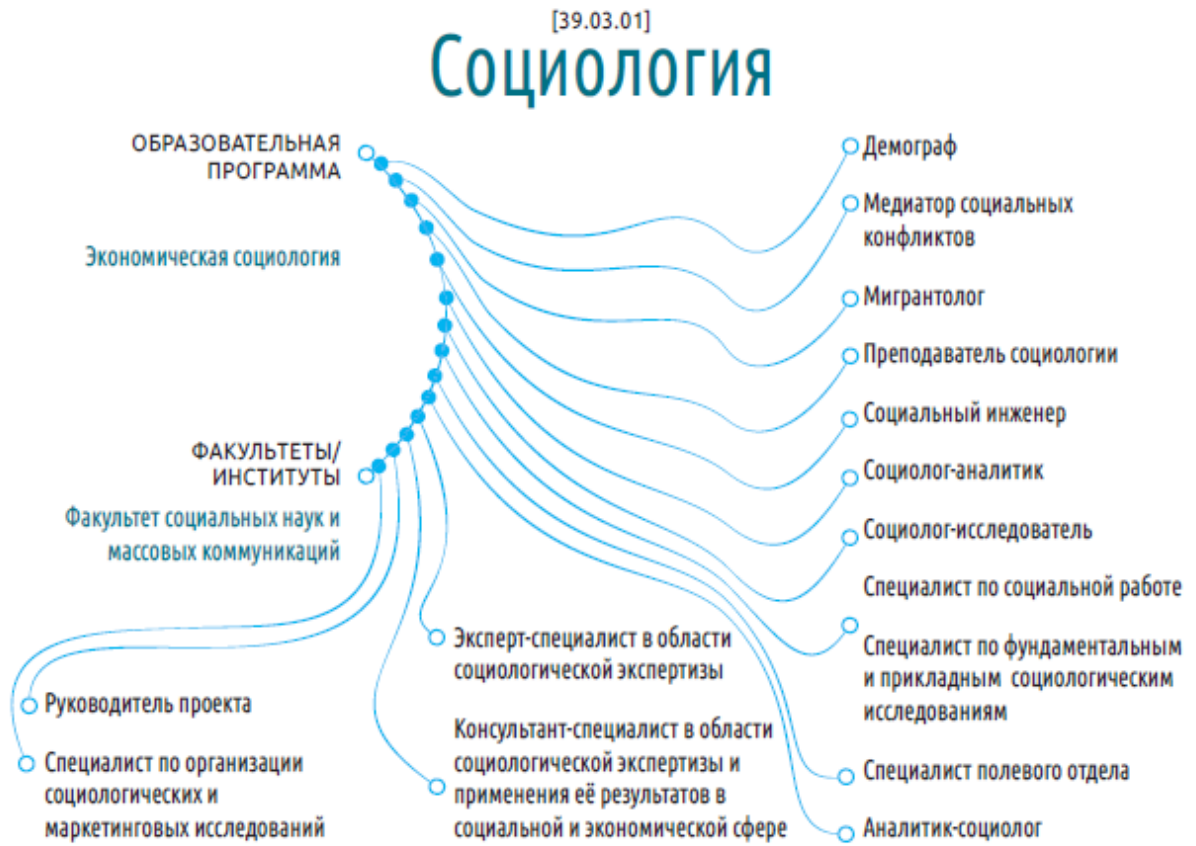 [39.03.01]
Социология
ОБРАЗОВАТЕЛЬНАЯ
ПРОГРАММА
Экономическая социология
ФАКУЛЬТЕТЫ/
ИНСТИТУТЫ
Факультет социальных наук и
массовых коммуникаций
Демограф
Медиатор социальных
конфликтов
Мигрантолог
Преподаватель социологии
Социальный инженер
Социолог-аналитик
Социолог-исследователь
Специалист по социальной работе
Специалист по фундаментальным
и прикладным социологическим
исследованиям
Специалист полевого отдела
Аналитик-социолог
Эксперт-специалист в области
социологической экспертизы
Консультант-специалист в области
социологической экспертизы и
применения её результатов в
социальной и экономической сфере
Руководитель проекта
Специалист по организации
социологических и
маркетинговых исследований